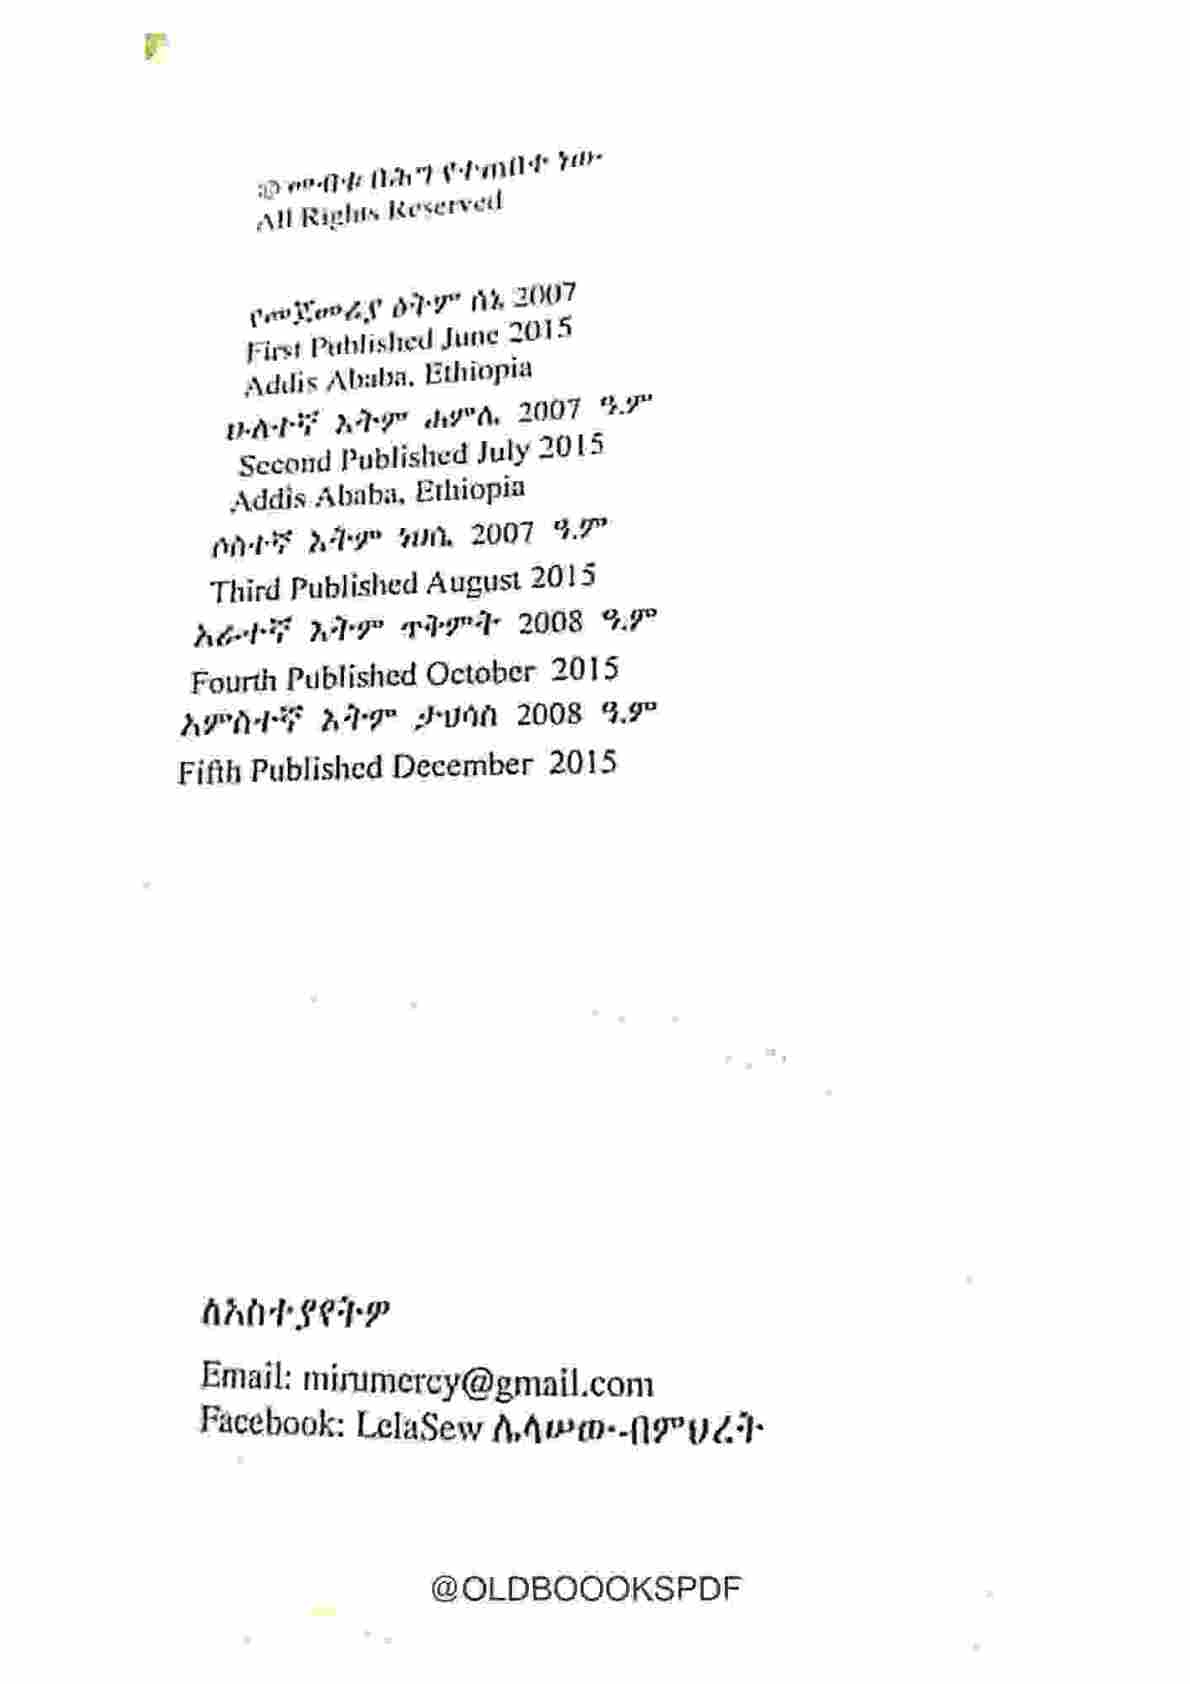 © መብቱ በሕግ የተጠበቀ ነው
All Rights Reserved
የመጀመሪያ ዕትም ሰኔ 2007
First Published June 2015
Addis Ababa, Ethiopia
ሁለተኛ እትም ሐምሌ 2007 ዓ.ም
Second Published July 2015
Addis Ababa, Ethiopia
ሶስተኛ እትም ነሀሴ 2007 ዓ.ም
Third Published August 2015
አራተኛ እትም ጥቅምት 2008 ዓ.ም
Fourth Published October 2015
አምስተኛ እትም ታህሳስ 2008 ዓ.ም
Fifth Published December 2015
ለአስተያየትዎ
Email: mirumercy@gmail.com
Facebook: LelaSew ሌላሠው-በምህረት
@OLDBOOOKSPDF